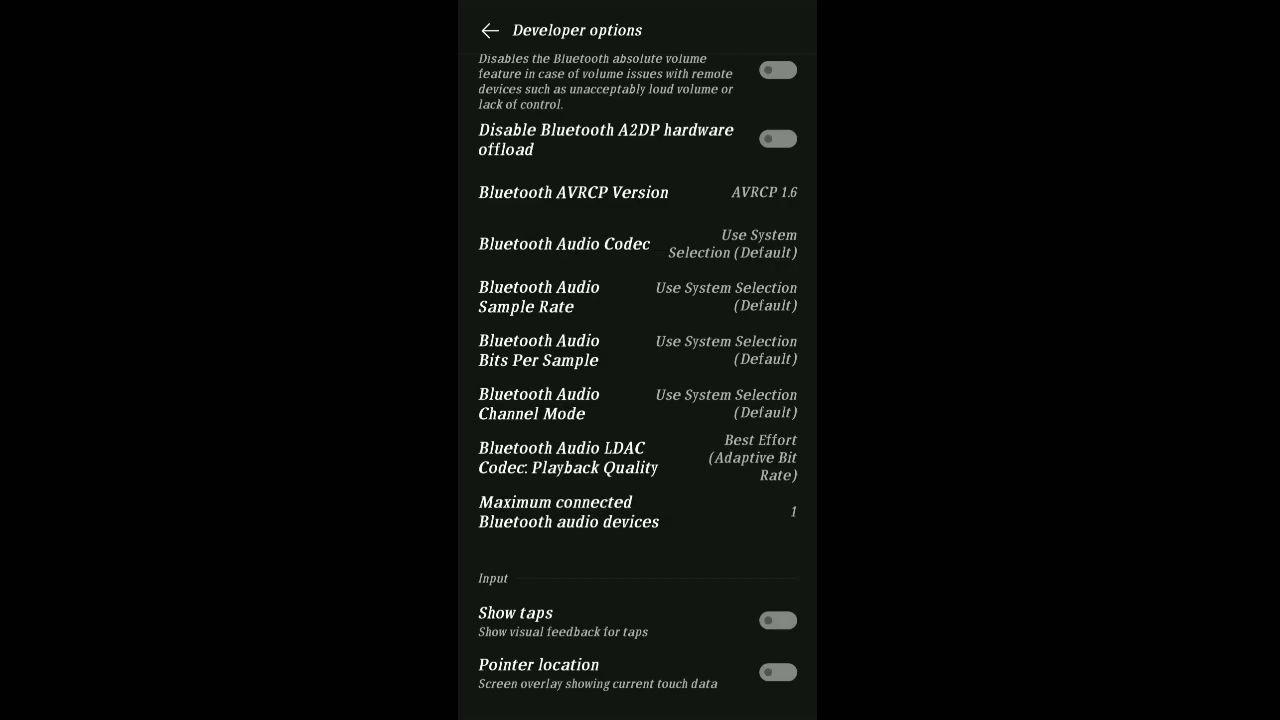 Developer options
Disables the Bluetooth absolute volume
feature in case of volume issues with remote
devices such as unacceptably loud volume or
lack of control.
Disable Bluetooth A2DP hardware
offload
Bluetooth AVRCP Version
AVRCP 1.6
Bluetooth Audio Codec
Use System
Selection (Default)
Bluetooth Audio
Sample Rate
Use System Selection
(Default)
Bluetooth Audio
Bits Per Sample
Use System Selection
(Default)
Bluetooth Audio
Channel Mode
Use System Selection
(Default)
Bluetooth Audio LDAC
Codec: Playback Quality
Best Effort
(Adaptive Bit
Rate)
Maximum connected
Bluetooth audio devices
1
Input
Show taps
Show visual feedback for taps
Pointer location
Screen overlay showing current touch data